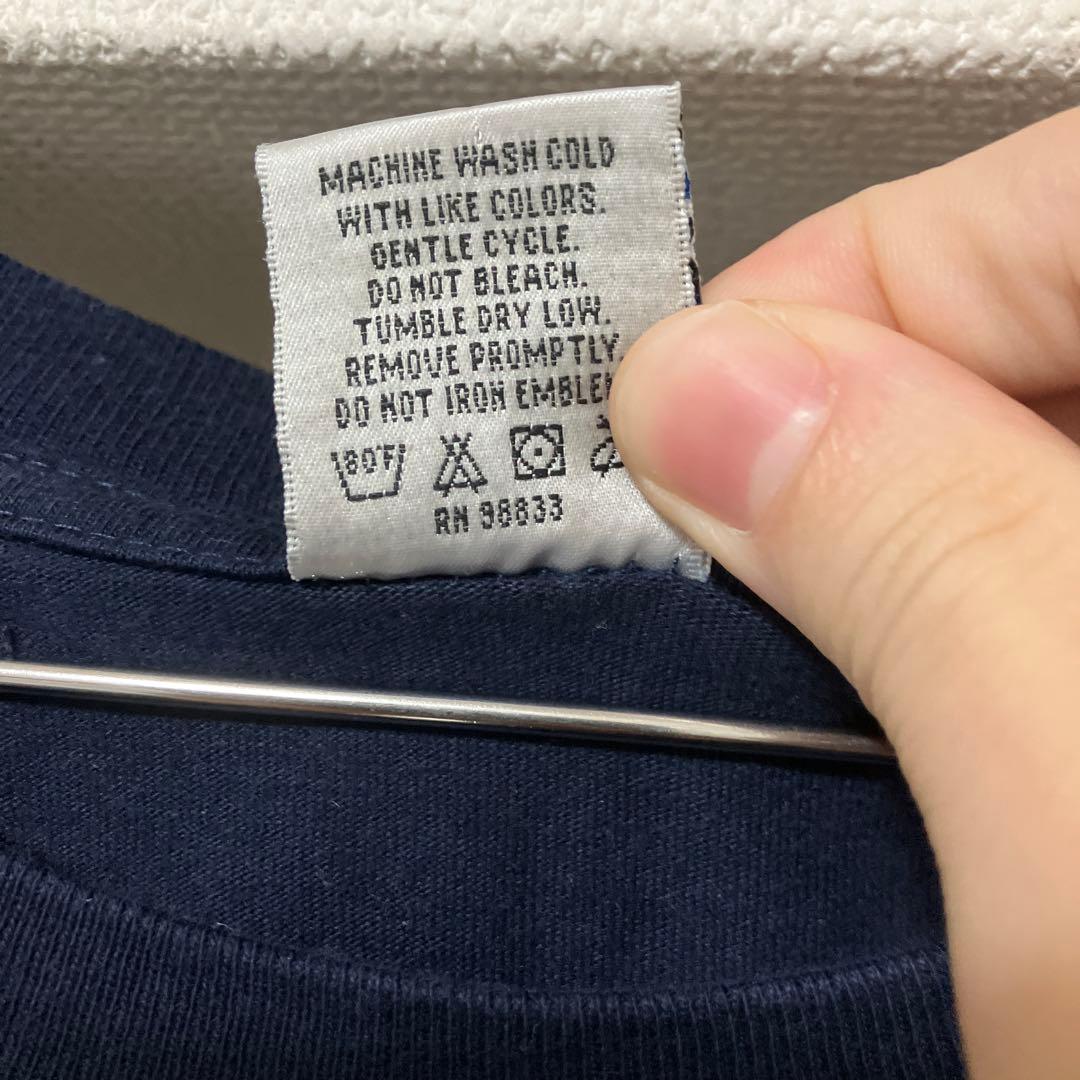 MACHINE WASH COLD
WITH LIKE COLORS.
GENTLE CYCLE.
DO NOT BLEACH.
TUMBLE DRY LOW.
REMOVE PROMPTLY.
DO NOT IRON
80°F
RN 98833